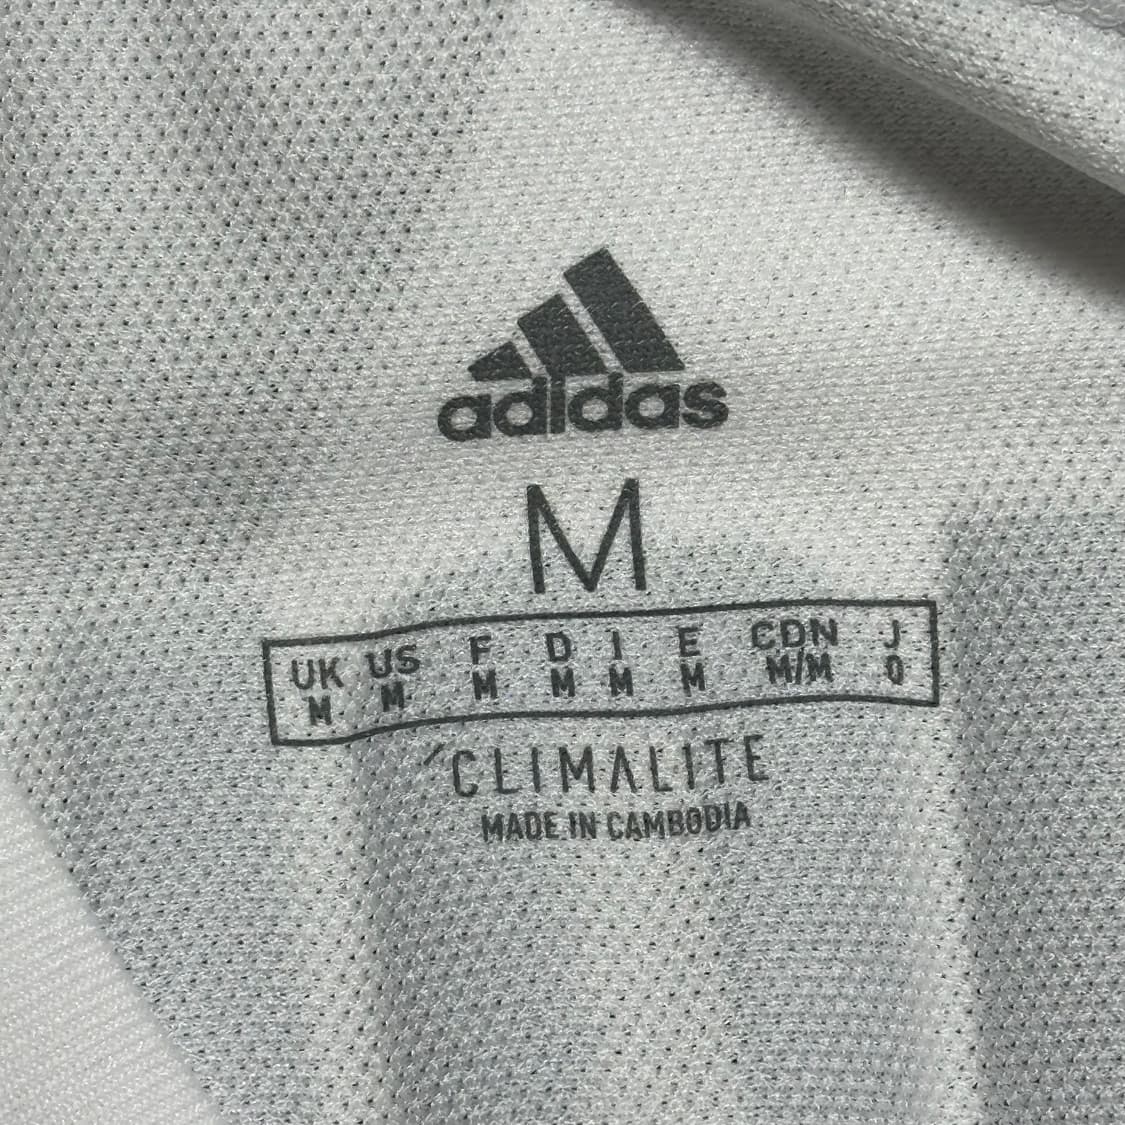 adidas
M
UK US F D I E CDN J
M M M M M M M/M O
CLIMALITE
MADE IN CAMBODIA